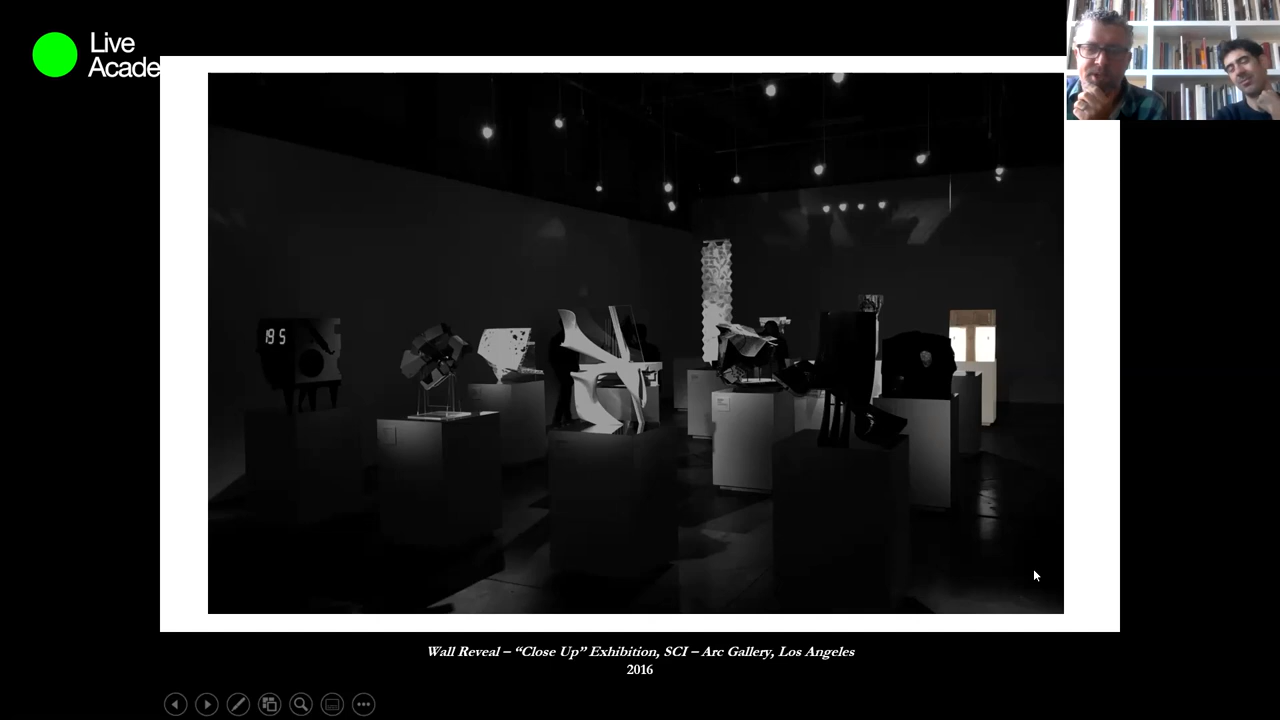 Live
Acade
19 5
Wall Reveal – “Close Up” Exhibition, SCI – Arc Gallery, Los Angeles
2016